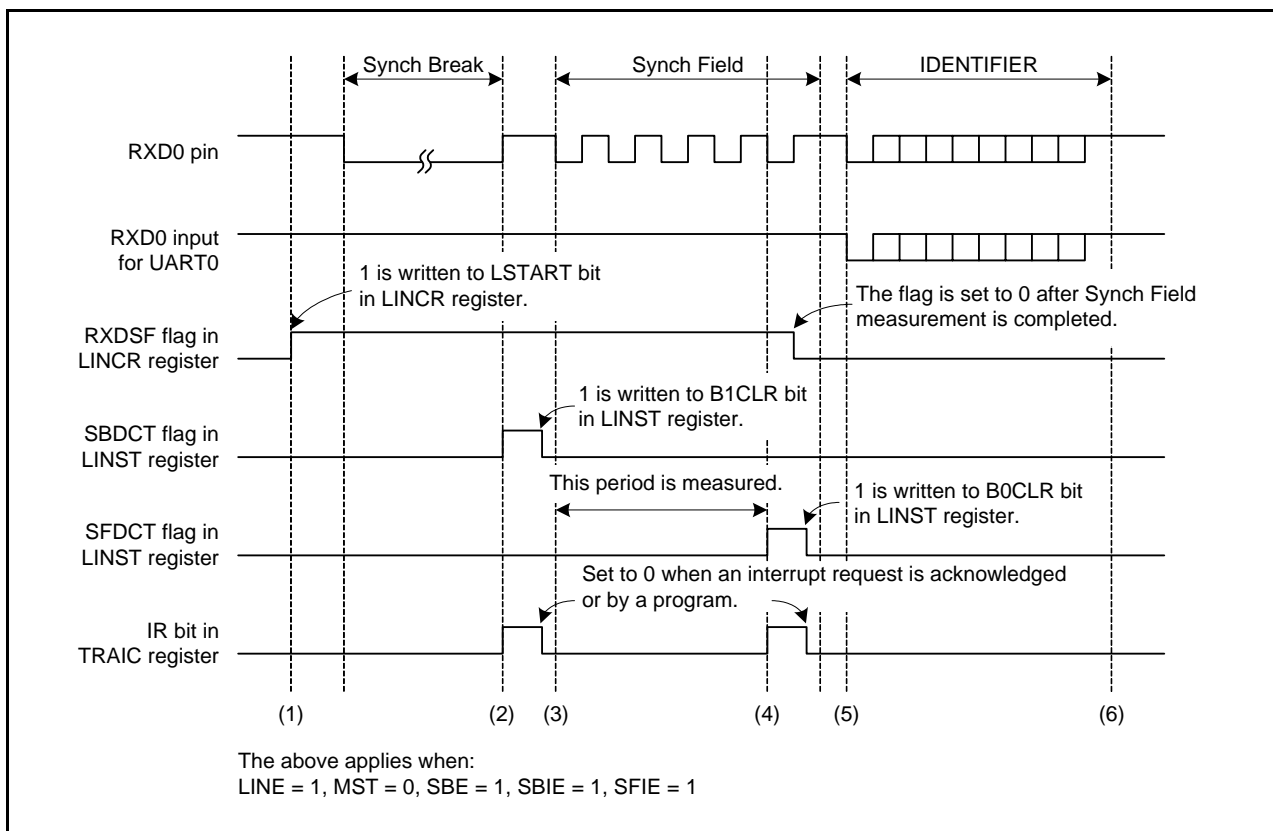 Synch Break
Synch Field
IDENTIFIER
RXD0 pin
RXD0 input
for UART0
1 is written to LSTART bit
in LINCR register.
The flag is set to 0 after Synch Field
measurement is completed.
RXDSF flag in
LINCR register
1 is written to B1CLR bit
in LINST register.
SBDCT flag in
LINST register
This period is measured.
1 is written to B0CLR bit
in LINST register.
SFDCT flag in
LINST register
Set to 0 when an interrupt request is acknowledged
or by a program.
IR bit in
TRAIC register
(1)
(2)
(3)
(4)
(5)
(6)
The above applies when:
LINE = 1, MST = 0, SBE = 1, SBIE = 1, SFIE = 1